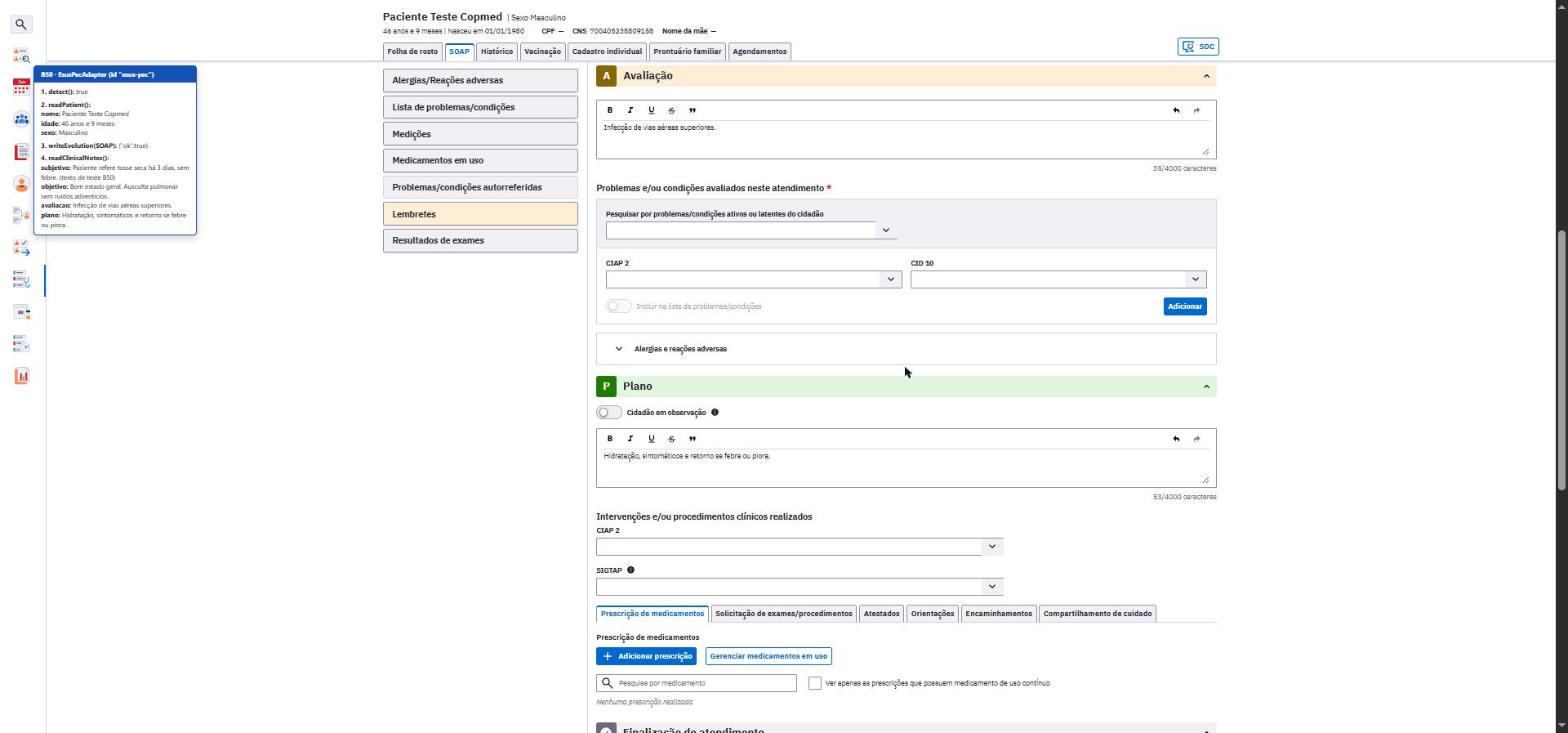 Paciente Teste Copmed | Sexo Masculino
46 anos e 9 meses | Nasceu em 01/01/1980 CPF — CNS 700405235809158 Nome da mãe —
Folha de rosto SOAP Histórico Vacinação Cadastro individual Prontuário familiar Agendamentos
SDC
B50 - EsusPecAdapter (id "esus-pec")
1. detect(): true
2. readPatient():
nome: Paciente Teste Copmed
idade: 46 anos e 9 meses
sexo: Masculino
3. writeEvolution(SOAP): {"ok":true}
4. readClinicalNotes():
subjetivo: Paciente refere tosse seca há 3 dias, sem
febre. (texto de teste B50)
objetivo: Bom estado geral. Ausculta pulmonar
sem ruídos adventícios.
avaliacao: Infecção de vias aéreas superiores.
plano: Hidratação, sintomáticos e retorno se febre
ou piora.
Alergias/Reações adversas
Lista de problemas/condições
Medições
Medicamentos em uso
Problemas/condições autorreferidas
Lembretes
Resultados de exames
A Avaliação
B I U S
Infecção de vias aéreas superiores.
35/4000 caracteres
Problemas e/ou condições avaliados neste atendimento *
Pesquisar por problemas/condições ativos ou latentes do cidadão
CIAP 2 CID 10
Incluir na lista de problemas/condições
Adicionar
Alergias e reações adversas
P Plano
Cidadão em observação
B I U S
Hidratação, sintomáticos e retorno se febre ou piora.
53/4000 caracteres
Intervenções e/ou procedimentos clínicos realizados
CIAP 2
SIGTAP
Prescrição de medicamentos Solicitação de exames/procedimentos Atestados Orientações Encaminhamentos Compartilhamento de cuidado
Prescrição de medicamentos
+ Adicionar prescrição Gerenciar medicamentos em uso
Pesquise por medicamento Ver apenas as prescrições que possuem medicamento de uso contínuo
Nenhuma prescrição realizada
Finalização do atendimento